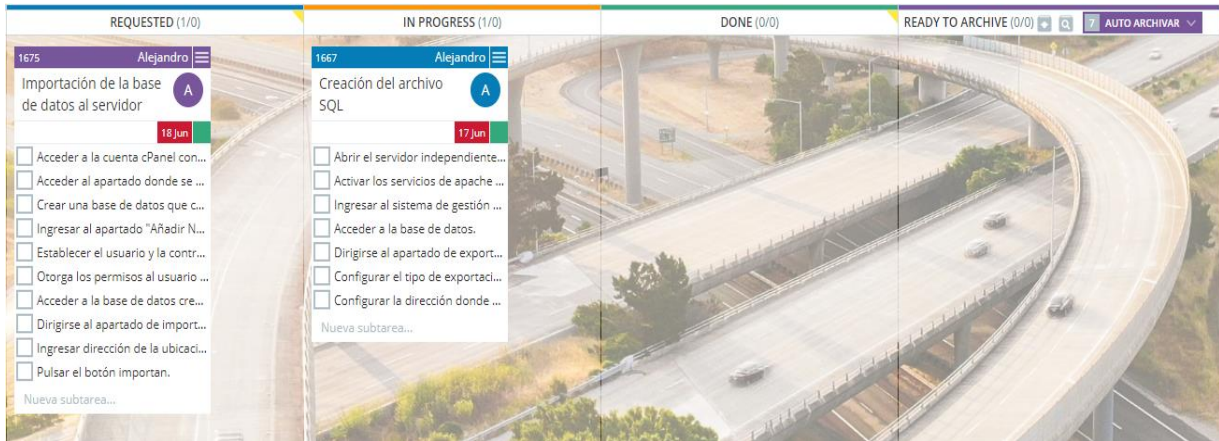 REQUESTED (1/0)
IN PROGRESS (1/0)
DONE (0/0)
READY TO ARCHIVE (0/0)
7 AUTO ARCHIVAR
1675 Alejandro
Importación de la base
de datos al servidor
A
18 Jun
Acceder a la cuenta cPanel con...
Acceder al apartado donde se ...
Crear una base de datos que c...
Ingresar al apartado "Añadir N...
Establecer el usuario y la contr...
Otorga los permisos al usuario ...
Acceder a la base de datos cre...
Dirigirse al apartado de import...
Ingresar dirección de la ubicaci...
Pulsar el botón importan.
Nueva subtarea...
1667 Alejandro
Creación del archivo
SQL
A
17 Jun
Abrir el servidor independiente...
Activar los servicios de apache ...
Ingresar al sistema de gestión ...
Acceder a la base de datos.
Dirigirse al apartado de export...
Configurar el tipo de exportaci...
Configurar la dirección donde ...
Nueva subtarea...